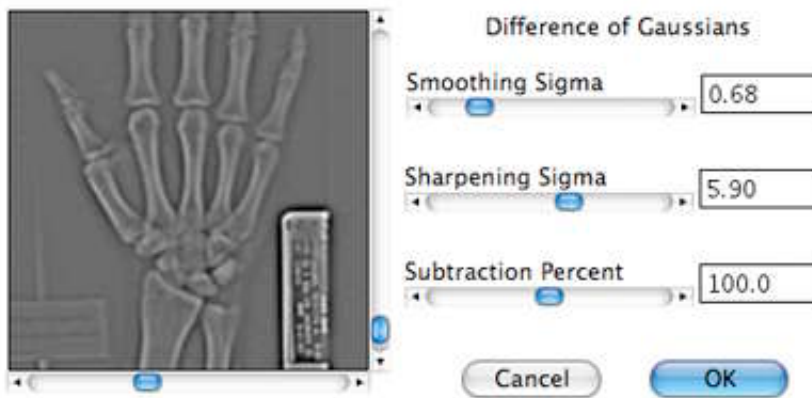 Difference of Gaussians
Smoothing Sigma
0.68
Sharpening Sigma
5.90
Subtraction Percent
100.0
Cancel
OK